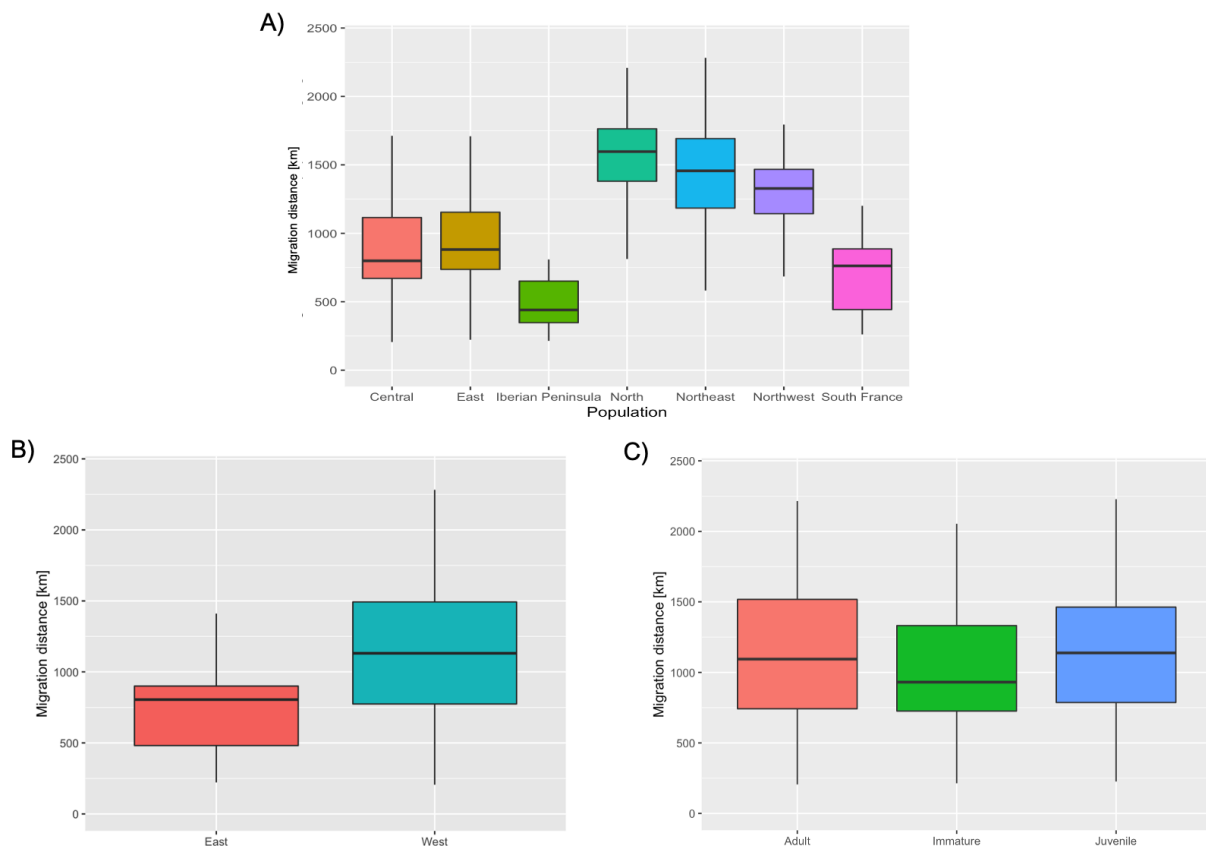 A)
2500
2000
1500
1000
500
0
Migration distance [km]
Central East Iberian Peninsula North Northeast Northwest South France
Population
B)
2500
2000
1500
1000
500
0
Migration distance [km]
East West
C)
2500
2000
1500
1000
500
0
Migration distance [km]
Adult Immature Juvenile